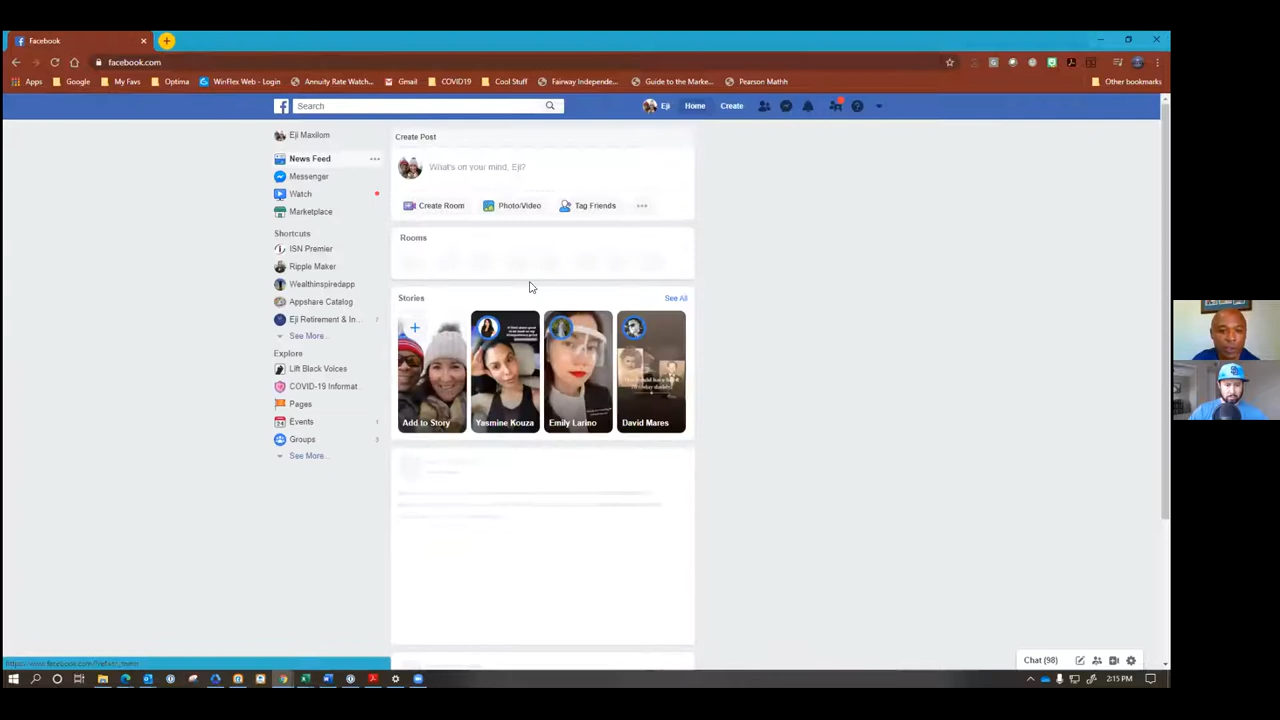 Facebook
facebook.com
Apps Google My Favs Optima WinFlex Web - Login Annuity Rate Watch... Gmail COVID19 Cool Stuff Fairway Independe... Guide to the Marke... Pearson Mathh Other bookmarks
Search
Eji Home Create
Eji Maxilom
News Feed
Messenger
Watch
Marketplace
Shortcuts
ISN Premier
Ripple Maker
Wealthinspiredapp
Appshare Catalog
Eji Retirement & In... 7
See More...
Explore
Lift Black Voices
COVID-19 Informat...
Pages
Events 1
Groups 3
See More...
Create Post
What's on your mind, Eji?
Create Room Photo/Video Tag Friends
Rooms
Stories See All
Add to Story
Yasmine Kouza
Emily Larino
David Mares
Chat (98)
2:15 PM